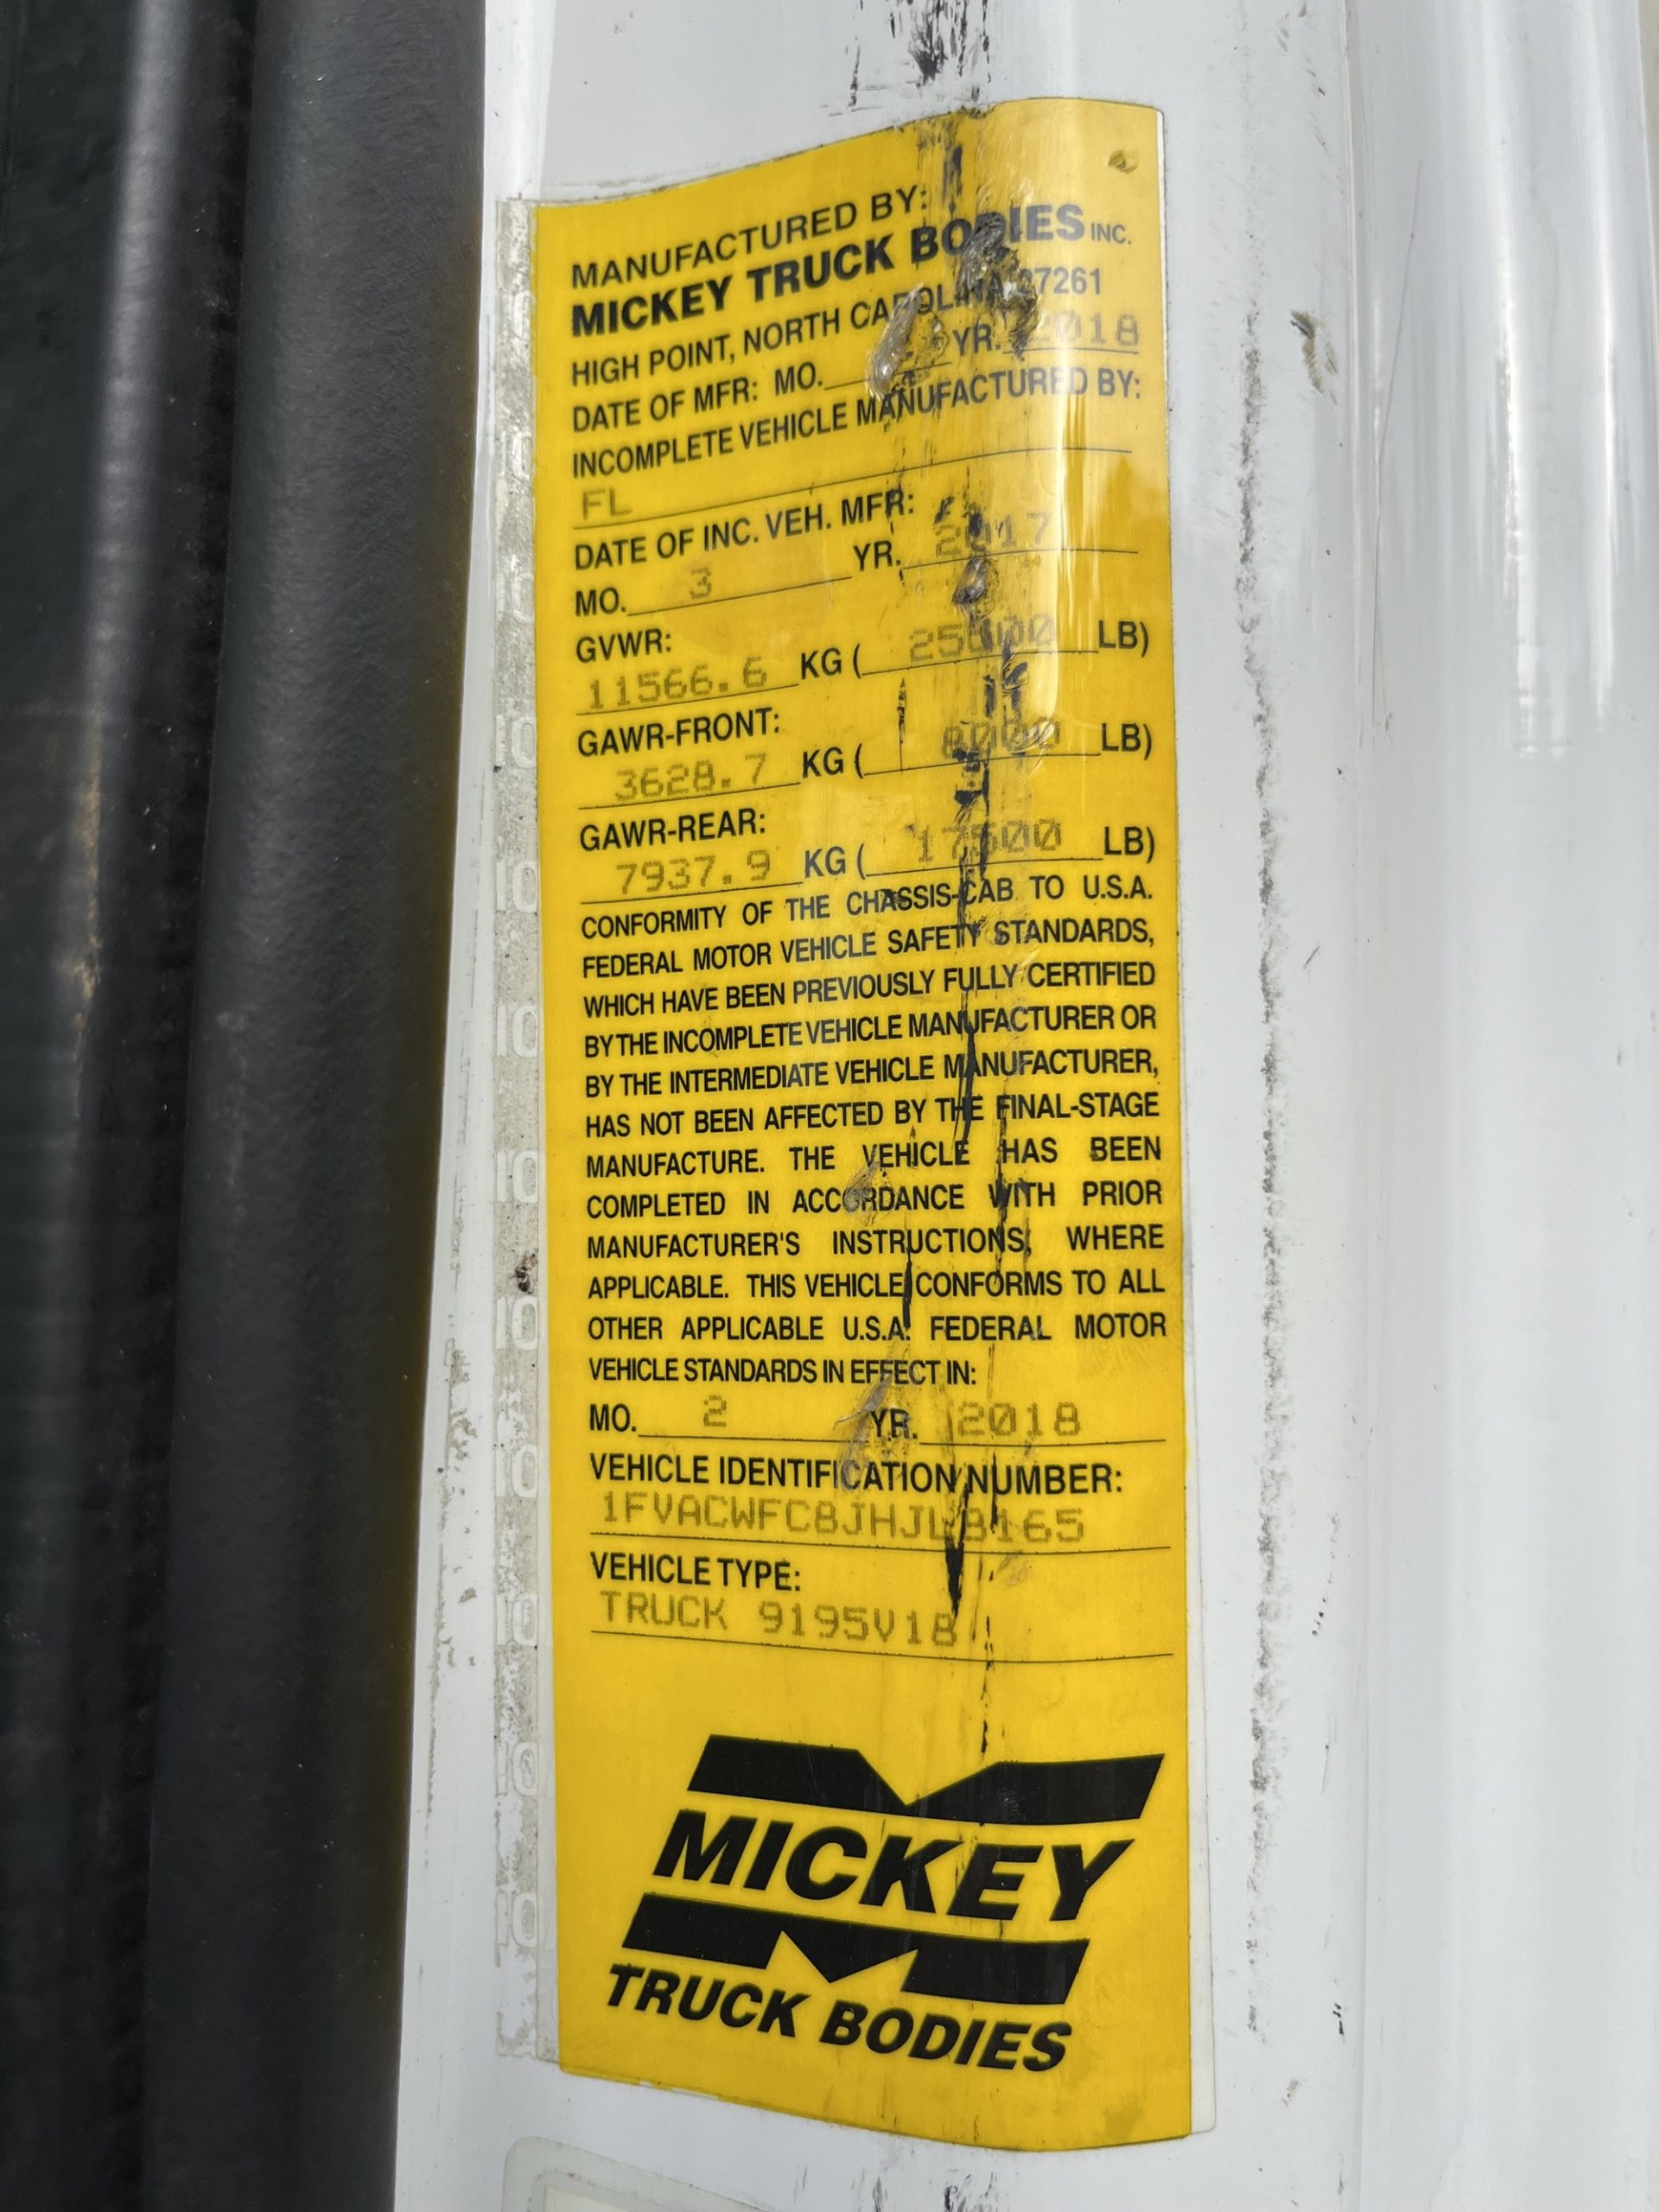 MANUFACTURED BY:
MICKEY TRUCK BODIES INC.
HIGH POINT, NORTH CAROLINA 27261
DATE OF MFR: MO. YR. 2018
INCOMPLETE VEHICLE MANUFACTURED BY:
FL
DATE OF INC. VEH. MFR:
MO. 3 YR. 2017
GVWR:
11566.6 KG ( 25500 LB)
GAWR-FRONT:
3628.7 KG ( 8000 LB)
GAWR-REAR:
7937.9 KG ( 17500 LB)
CONFORMITY OF THE CHASSIS-CAB TO U.S.A.
FEDERAL MOTOR VEHICLE SAFETY STANDARDS,
WHICH HAVE BEEN PREVIOUSLY FULLY CERTIFIED
BY THE INCOMPLETE VEHICLE MANUFACTURER OR
BY THE INTERMEDIATE VEHICLE MANUFACTURER,
HAS NOT BEEN AFFECTED BY THE FINAL-STAGE
MANUFACTURE. THE VEHICLE HAS BEEN
COMPLETED IN ACCORDANCE WITH PRIOR
MANUFACTURER'S INSTRUCTIONS, WHERE
APPLICABLE. THIS VEHICLE CONFORMS TO ALL
OTHER APPLICABLE U.S.A. FEDERAL MOTOR
VEHICLE STANDARDS IN EFFECT IN:
MO. 2 YR. 2018
VEHICLE IDENTIFICATION NUMBER:
VEHICLE TYPE:
TRUCK 9195V18
MICKEY
TRUCK BODIES